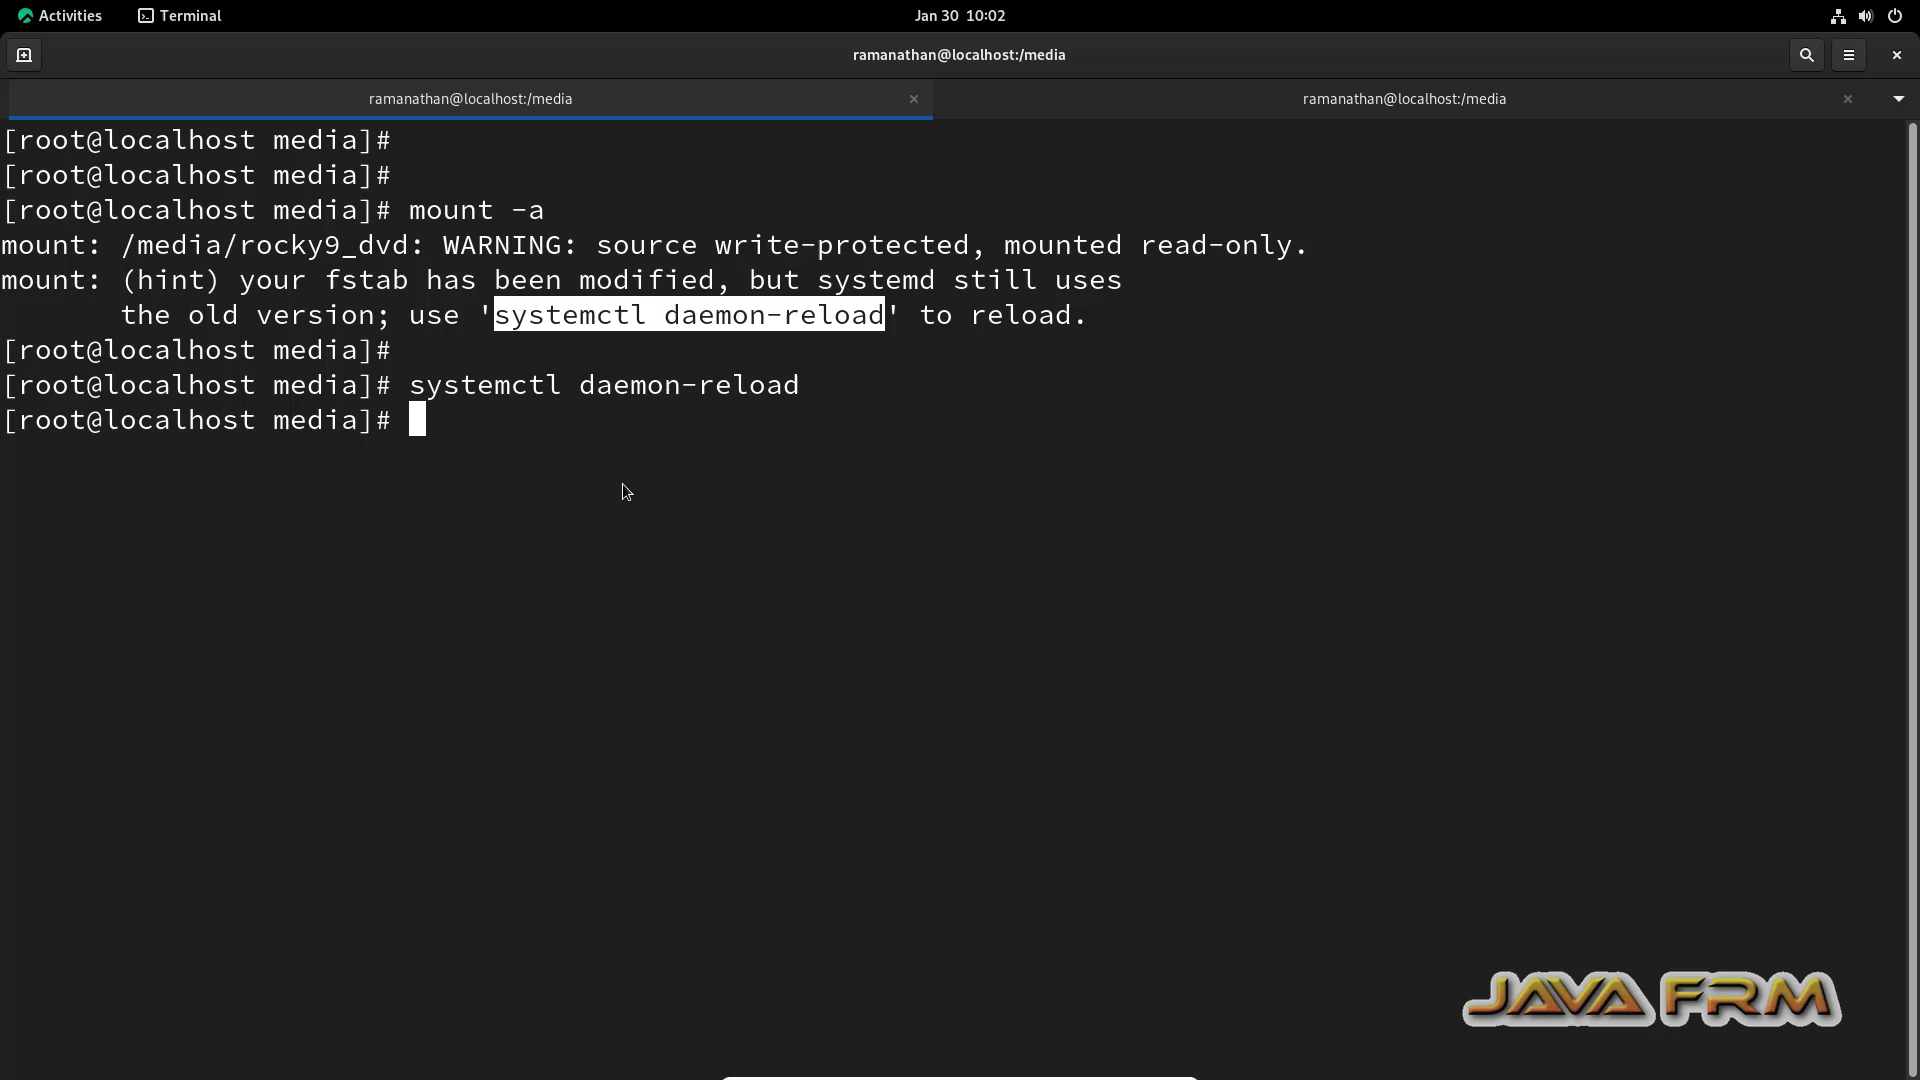 Activities Terminal Jan 30 10:02
ramanathan@localhost:/media
ramanathan@localhost:/media × ramanathan@localhost:/media ×
[root@localhost media]#
[root@localhost media]#
[root@localhost media]# mount -a
mount: /media/rocky9_dvd: WARNING: source write-protected, mounted read-only.
mount: (hint) your fstab has been modified, but systemd still uses
       the old version; use 'systemctl daemon-reload' to reload.
[root@localhost media]#
[root@localhost media]# systemctl daemon-reload
[root@localhost media]#
JAVA FRM